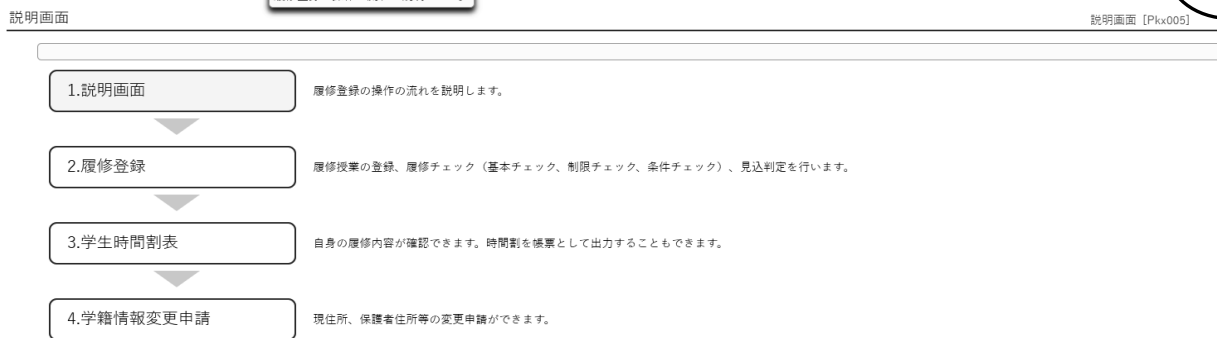 説明画面
説明画面 [Pkx005]
1.説明画面
履修登録の操作の流れを説明します。
2.履修登録
履修授業の登録、履修チェック（基本チェック、制限チェック、条件チェック）、見込判定を行います。
3.学生時間割表
自身の履修内容が確認できます。時間割を帳票として出力することもできます。
4.学籍情報変更申請
現住所、保護者住所等の変更申請ができます。